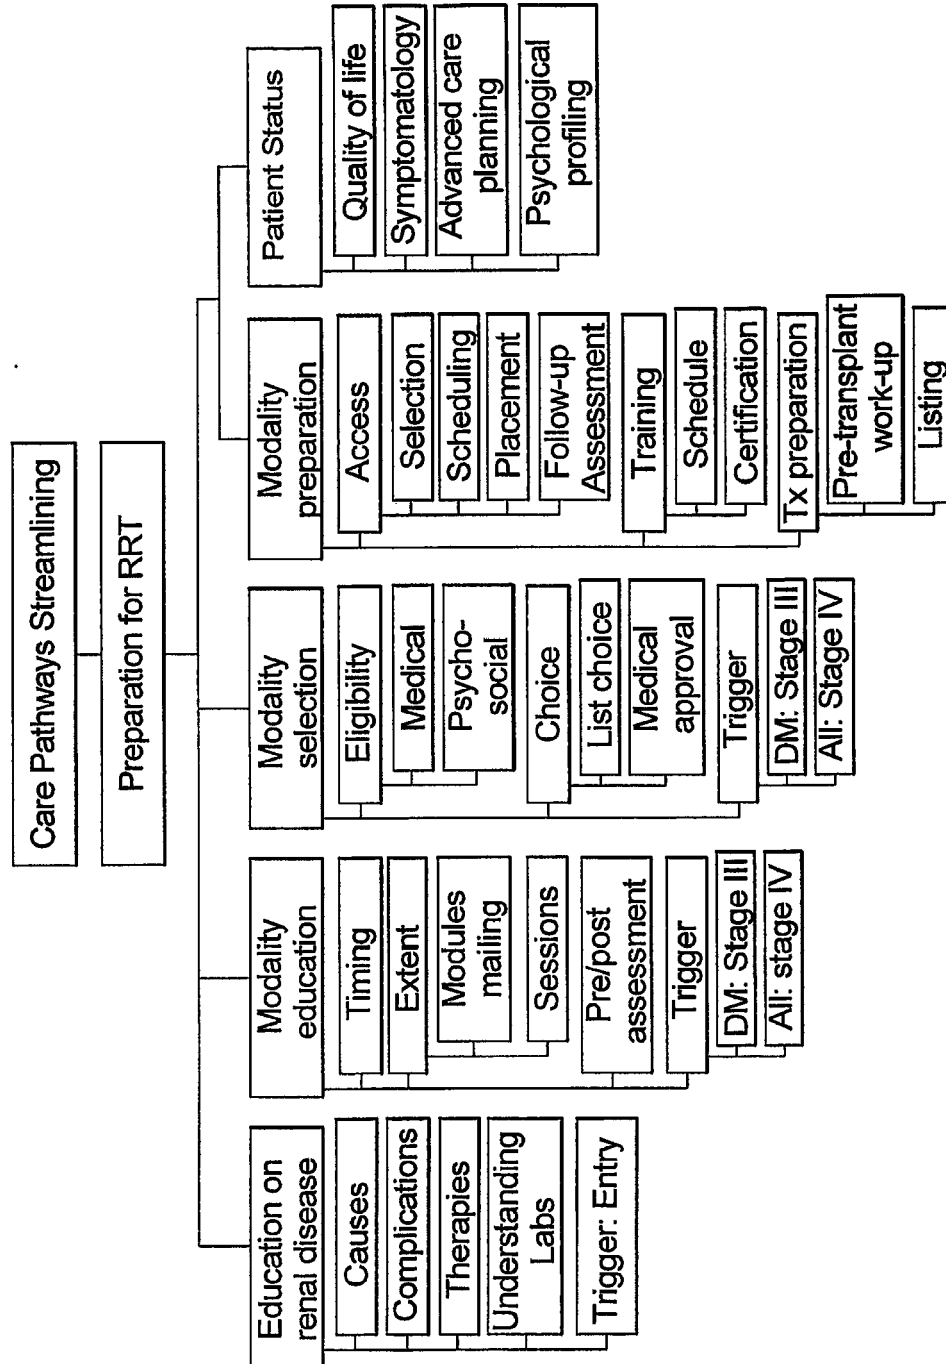 Care Pathways Streamlining
Preparation for RRT
Education on
renal disease
Causes
Complications
Therapies
Understanding
Labs
Trigger: Entry
Modality
education
Timing
Extent
Modules
mailing
Sessions
Pre/post
assessment
Trigger
DM: Stage III
All: stage IV
Modality
selection
Eligibility
Medical
Psycho-
social
Choice
List choice
Medical
approval
Trigger
DM: Stage III
All: Stage IV
Modality
preparation
Access
Selection
Scheduling
Placement
Follow-up
Assessment
Training
Schedule
Certification
Tx preparation
Pre-transplant
work-up
Listing
Patient Status
Quality of life
Symptomatology
Advanced care
planning
Psychological
profiling